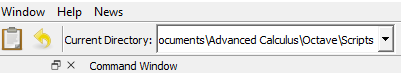 Window Help News
Current Directory: ocuments\Advanced Calculus\Octave\Scripts
Command Window